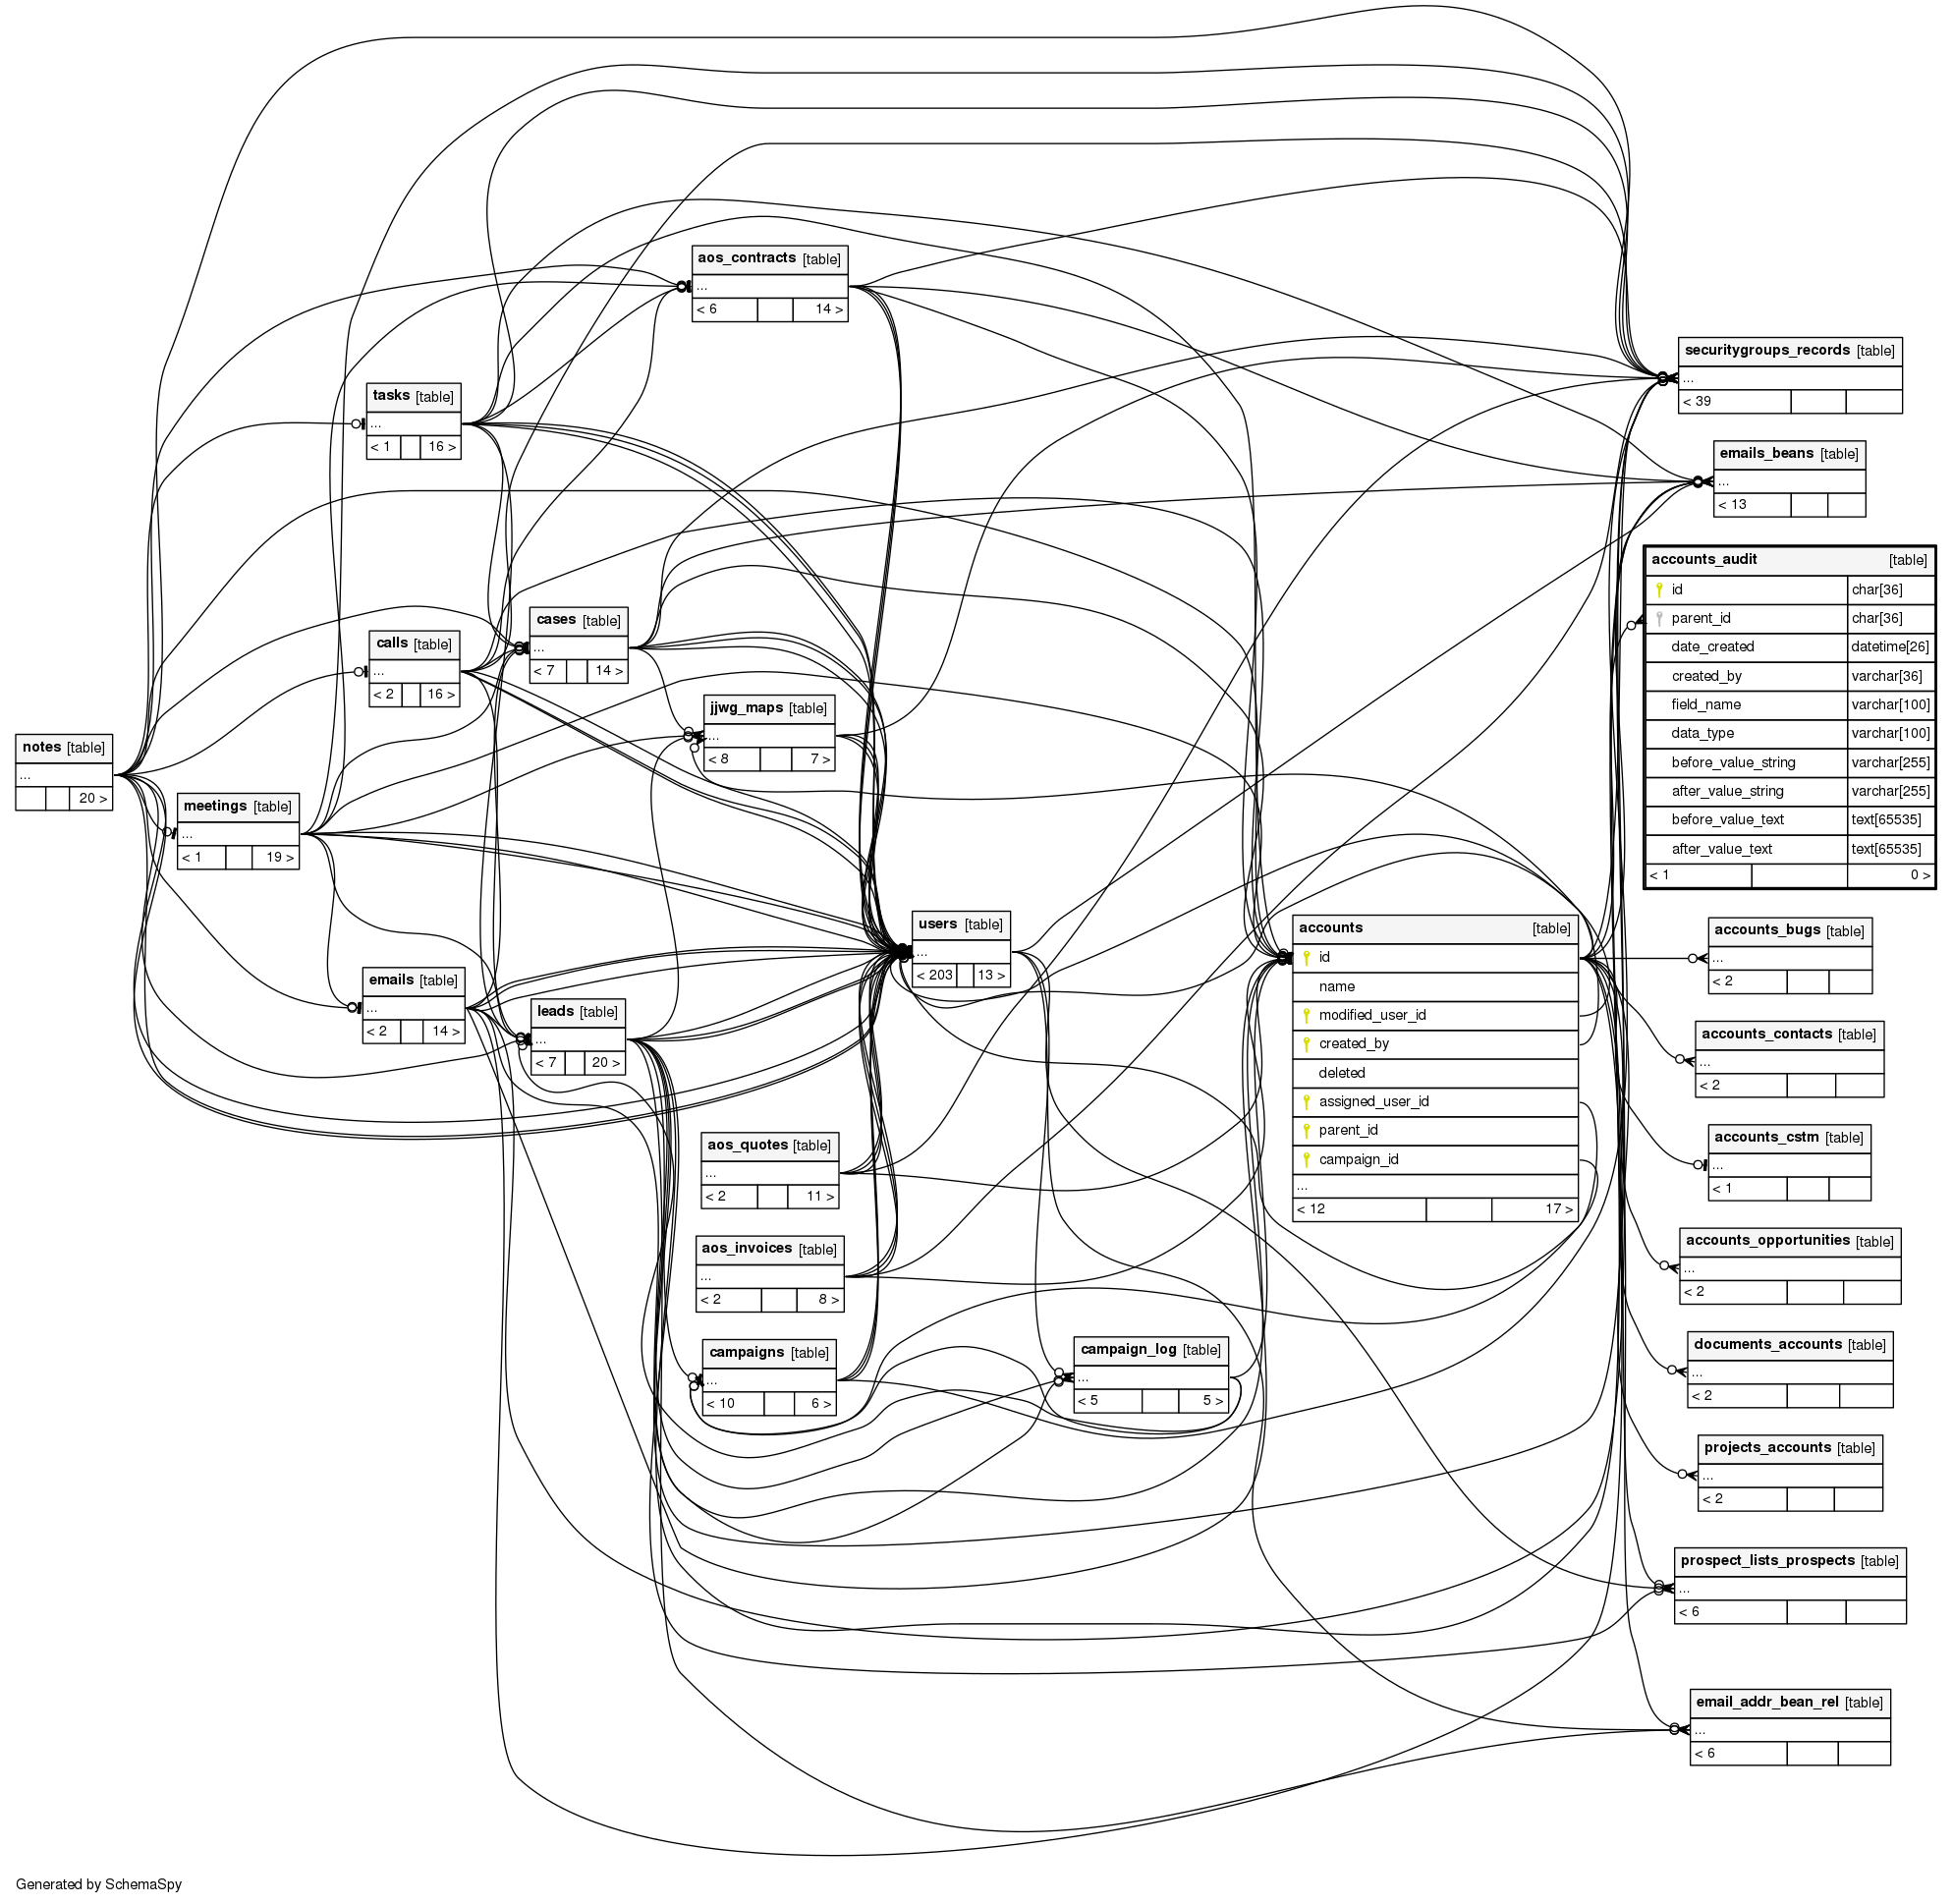 aos_contracts [table]
...
< 6 14 >
securitygroups_records [table]
...
< 39
tasks [table]
...
< 1 16 >
emails_beans [table]
...
< 13
accounts_audit [table]
id char[36]
parent_id char[36]
date_created datetime[26]
created_by varchar[36]
field_name varchar[100]
data_type varchar[100]
before_value_string varchar[255]
after_value_string varchar[255]
before_value_text text[65535]
after_value_text text[65535]
< 1 0 >
cases [table]
...
< 7 14 >
calls [table]
...
< 2 16 >
jjwg_maps [table]
...
< 8 7 >
notes [table]
...
20 >
meetings [table]
...
< 1 19 >
users [table]
...
< 203 13 >
accounts [table]
id
name
modified_user_id
created_by
deleted
assigned_user_id
parent_id
campaign_id
...
< 12 17 >
accounts_bugs [table]
...
< 2
emails [table]
...
< 2 14 >
leads [table]
...
< 7 20 >
accounts_contacts [table]
...
< 2
accounts_cstm [table]
...
< 1
aos_quotes [table]
...
< 2 11 >
accounts_opportunities [table]
...
< 2
aos_invoices [table]
...
< 2 8 >
documents_accounts [table]
...
< 2
campaigns [table]
...
< 10 6 >
campaign_log [table]
...
< 5 5 >
projects_accounts [table]
...
< 2
prospect_lists_prospects [table]
...
< 6
email_addr_bean_rel [table]
...
< 6
Generated by SchemaSpy